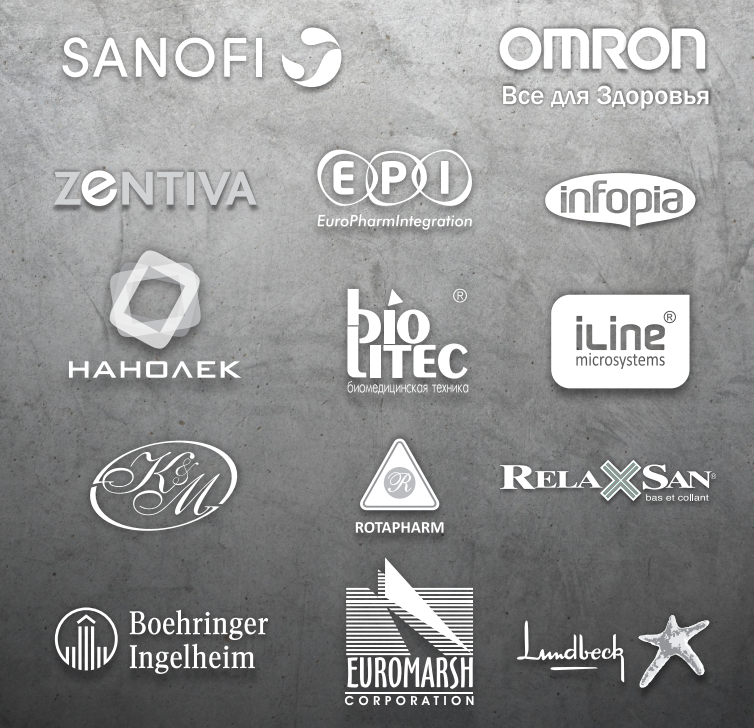 SANOFI
OMRON
Все для Здоровья
ZeNTIVA
EPI
EuroPharmIntegration
infopia
НАНОЛЕК
bio
LITEC
®
биомедицинская техника
iLine®
microsystems
K&M
R
ROTAPHARM
RELAXSAN®
bas et collant
Boehringer
Ingelheim
EUROMARSH
CORPORATION
Lundbeck